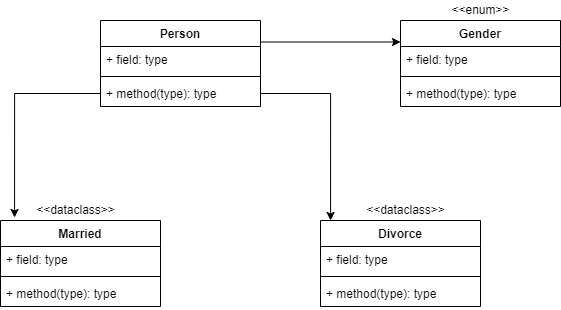 <<enum>>
Person
Gender
+ field: type
+ field: type
+ method(type): type
+ method(type): type
<<dataclass>>
<<dataclass>>
Married
Divorce
+ field: type
+ field: type
+ method(type): type
+ method(type): type